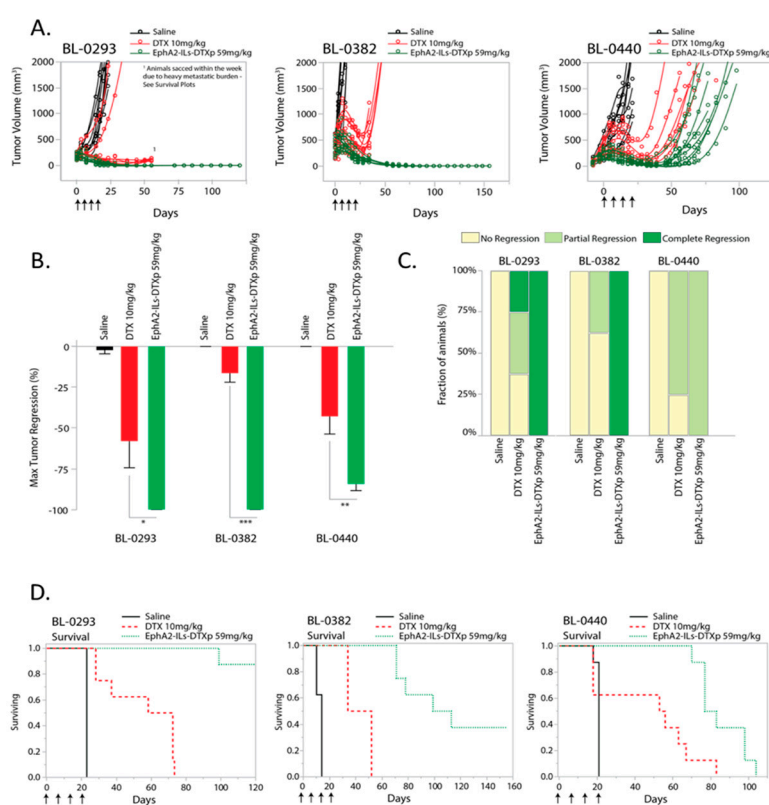 A.
BL-0293
Saline
DTX 10mg/kg
EphA2-ILs-DTXp 59mg/kg
¹ Animals sacced within the week
due to heavy metastatic burden -
See Survival Plots
1
Tumor Volume (mm³)
2000
1500
1000
500
0
0 50 100
Days
BL-0382
Saline
DTX 10mg/kg
EphA2-ILs-DTXp 59mg/kg
Tumor Volume (mm³)
2000
1500
1000
500
0
0 50 100 150
Days
BL-0440
Saline
DTX 10mg/kg
EphA2-ILs-DTXp 59mg/kg
Tumor Volume (mm³)
2000
1500
1000
500
0
0 50 100
Days
B.
Saline
DTX 10mg/kg
EphA2-ILs-DTXp 59mg/kg
Saline
DTX 10mg/kg
EphA2-ILs-DTXp 59mg/kg
Saline
DTX 10mg/kg
EphA2-ILs-DTXp 59mg/kg
Max Tumor Regression (%)
0
-25
-50
-75
-100
*
***
**
BL-0293 BL-0382 BL-0440
No Regression Partial Regression Complete Regression
C.
BL-0293 BL-0382 BL-0440
Fraction of animals (%)
100%
75%
50%
25%
0%
Saline
DTX 10mg/kg
EphA2-ILs-DTXp 59mg/kg
Saline
DTX 10mg/kg
EphA2-ILs-DTXp 59mg/kg
Saline
DTX 10mg/kg
EphA2-ILs-DTXp 59mg/kg
D.
BL-0293
Survival
Saline
DTX 10mg/kg
EphA2-ILs-DTXp 59mg/kg
Surviving
1.0
0.8
0.6
0.4
0.2
0.0
0 20 40 60 80 100 120
Days
BL-0382
Survival
Saline
DTX 10mg/kg
EphA2-ILs-DTXp 59mg/kg
Surviving
1.0
0.8
0.6
0.4
0.2
0.0
0 20 40 60 80 100 120 140 160
Days
BL-0440
Survival
Saline
DTX 10mg/kg
EphA2-ILs-DTXp 59mg/kg
Surviving
1.0
0.8
0.6
0.4
0.2
0.0
0 20 40 60 80 100
Days